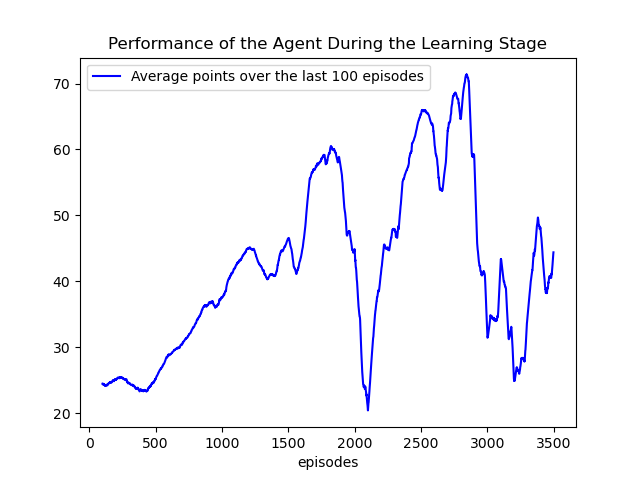 Performance of the Agent During the Learning Stage
Average points over the last 100 episodes
70
60
50
40
30
20
0 500 1000 1500 2000 2500 3000 3500
episodes